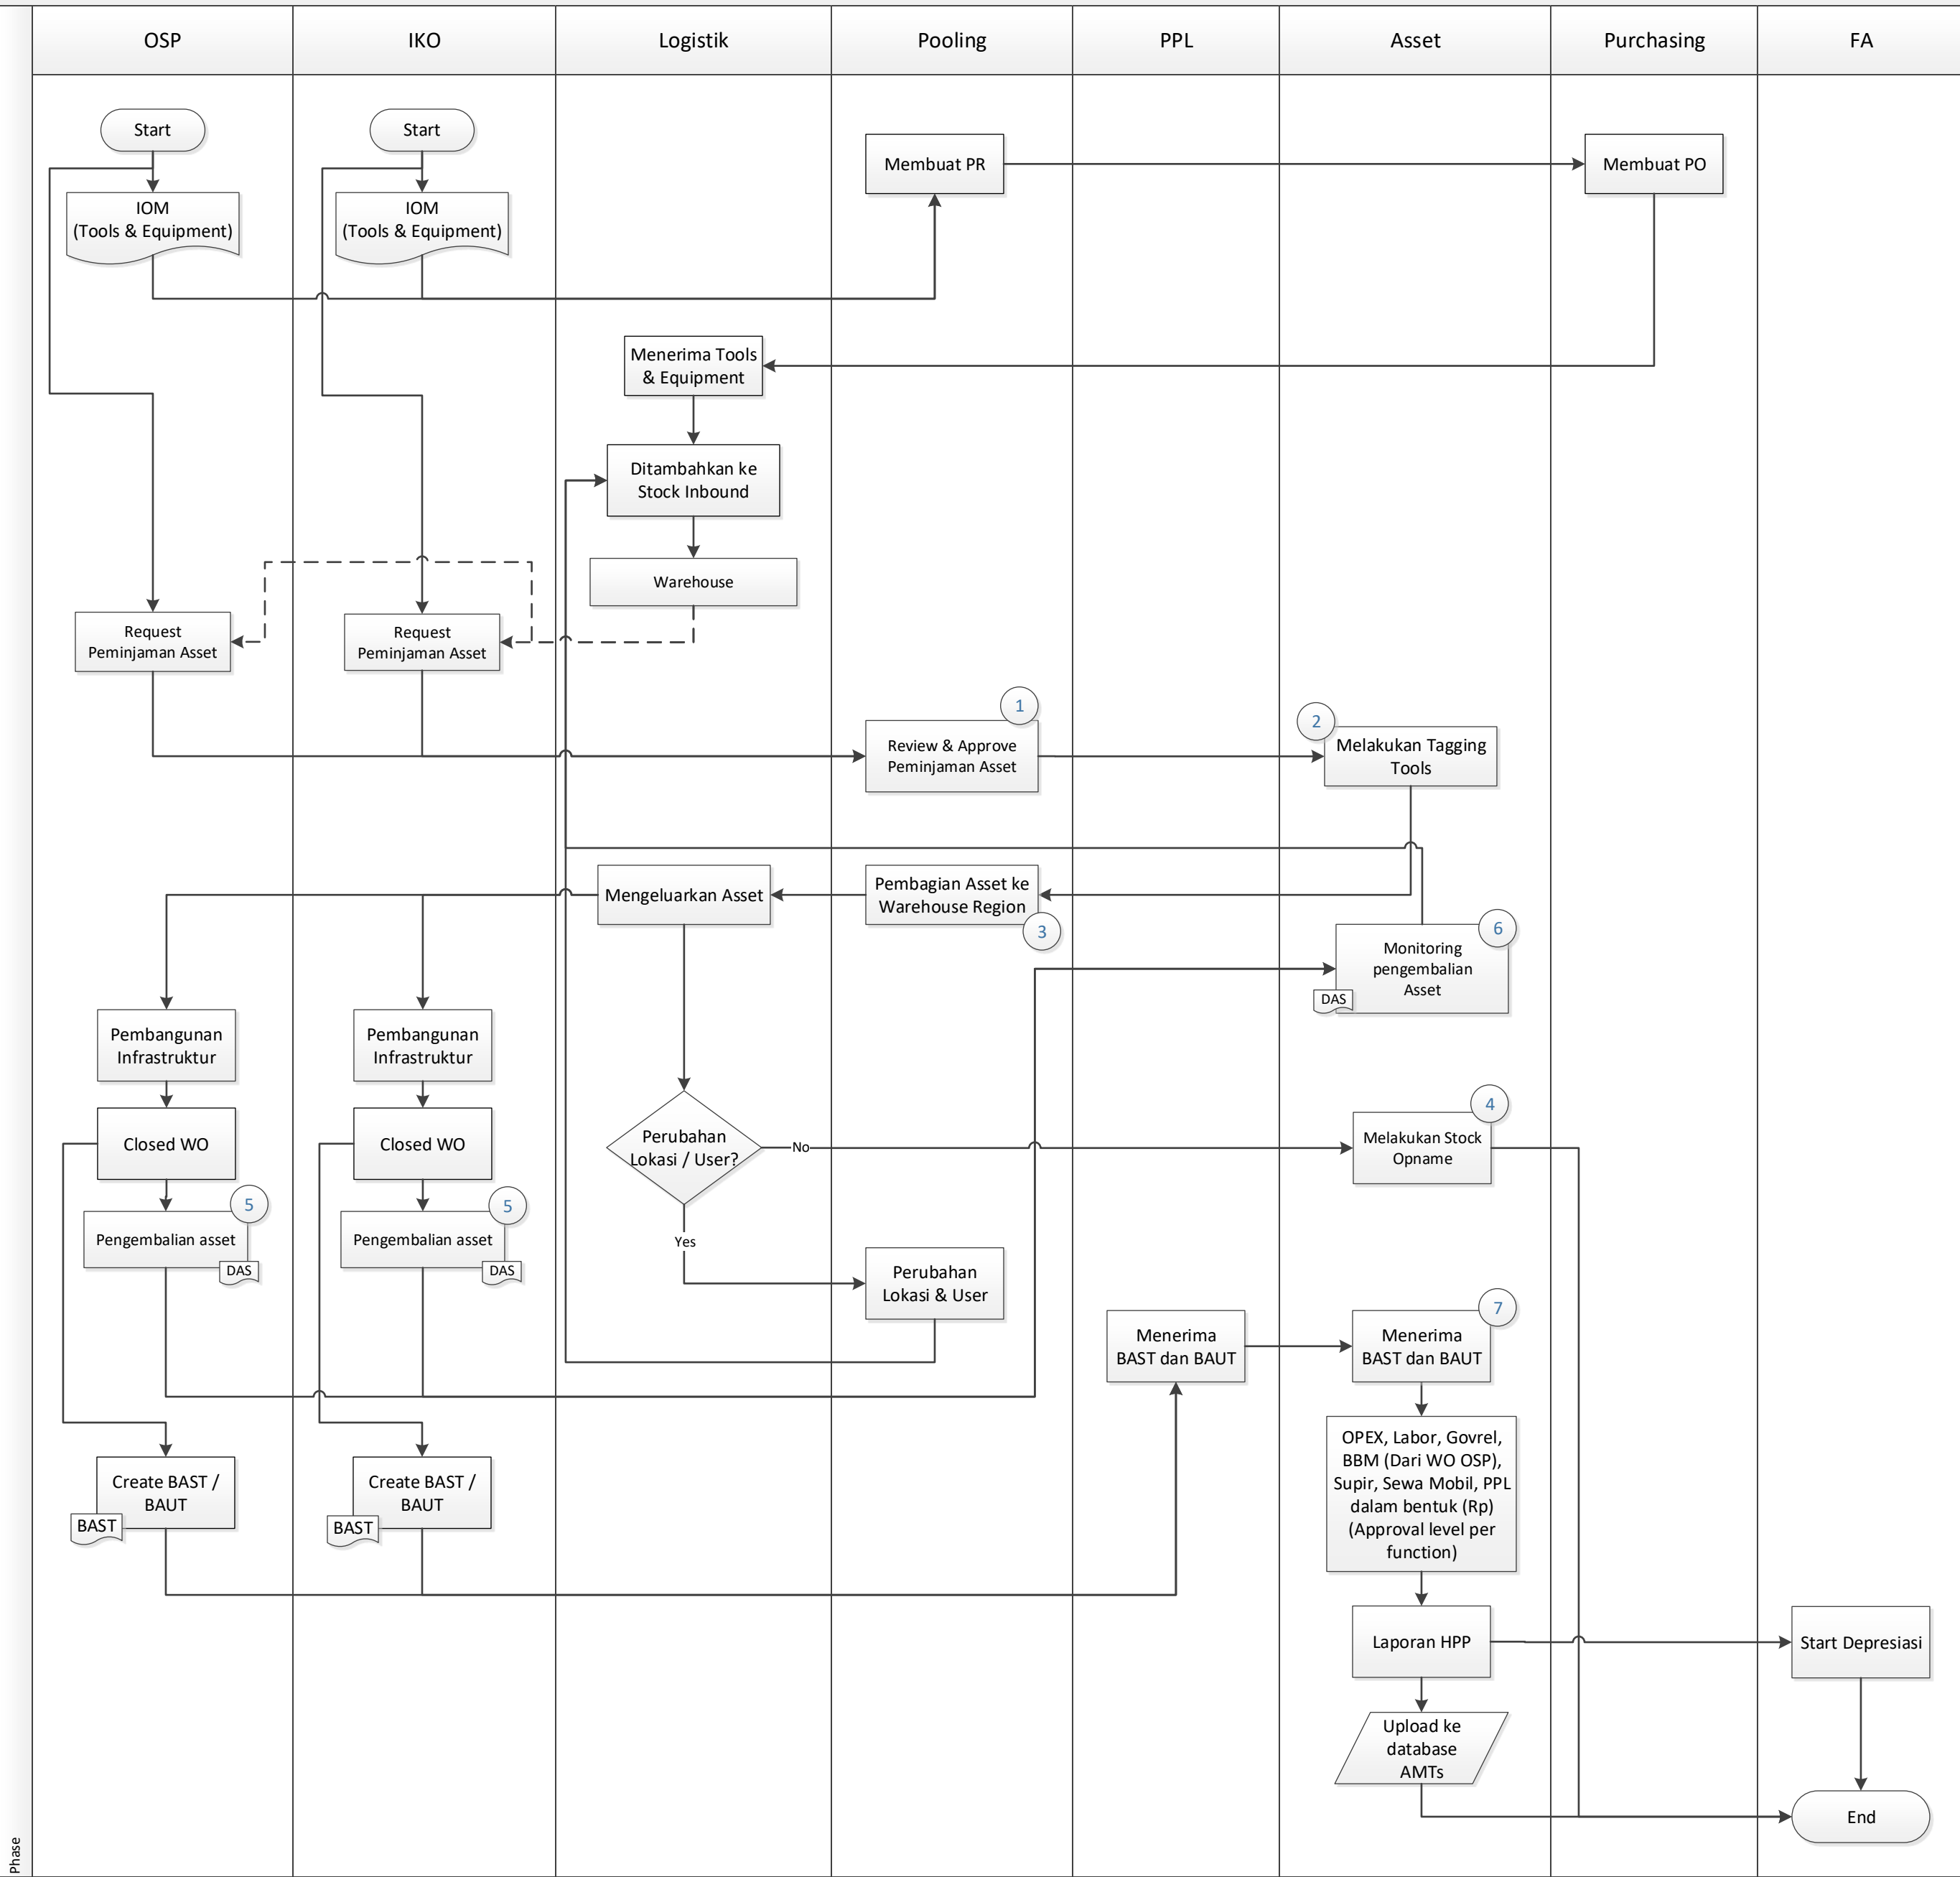 OSP
IKO
Logistik
Pooling
PPL
Asset
Purchasing
FA
Start
Start
Membuat PR
Membuat PO
IOM
(Tools & Equipment)
IOM
(Tools & Equipment)
Menerima Tools
& Equipment
Ditambahkan ke
Stock Inbound
Warehouse
Request
Peminjaman Asset
Request
Peminjaman Asset
1
Review & Approve
Peminjaman Asset
2
Melakukan Tagging
Tools
Mengeluarkan Asset
Pembagian Asset ke
Warehouse Region
3
6
Monitoring
pengembalian
Asset
DAS
Pembangunan
Infrastruktur
Pembangunan
Infrastruktur
Closed WO
Closed WO
Perubahan
Lokasi / User?
No
Yes
4
Melakukan Stock
Opname
5
Pengembalian asset
DAS
5
Pengembalian asset
DAS
Perubahan
Lokasi & User
Menerima
BAST dan BAUT
7
Menerima
BAST dan BAUT
OPEX, Labor, Govrel,
BBM (Dari WO OSP),
Supir, Sewa Mobil, PPL
dalam bentuk (Rp)
(Approval level per
function)
Create BAST /
BAUT
BAST
Create BAST /
BAUT
BAST
Laporan HPP
Start Depresiasi
Upload ke
database
AMTs
End
Phase